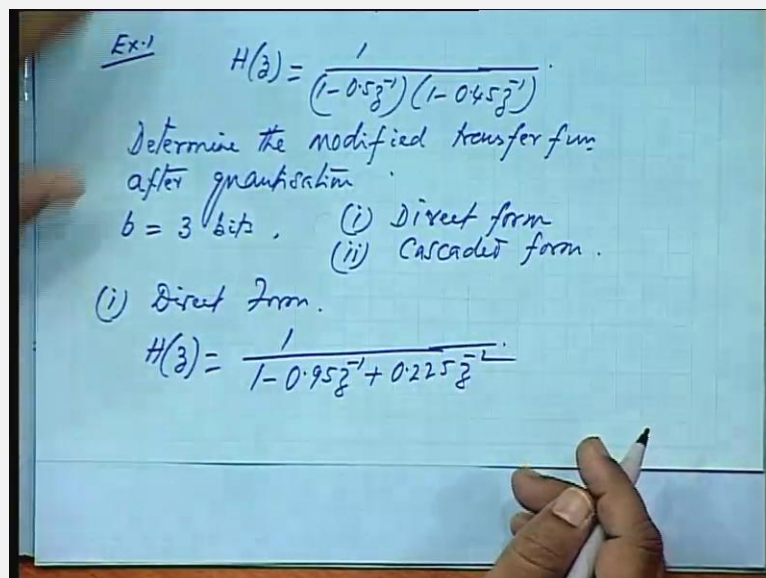 Ex.1
H(z) = 1 / (1-0.5z⁻¹)(1-0.45z⁻¹) .
Determine the modified transfer fun.
after quantisation .
b = 3 bits . (i) Direct form
(ii) Cascaded form .
(i) Direct Form.
H(z) = 1 / 1-0.95z⁻¹ + 0.225z⁻²